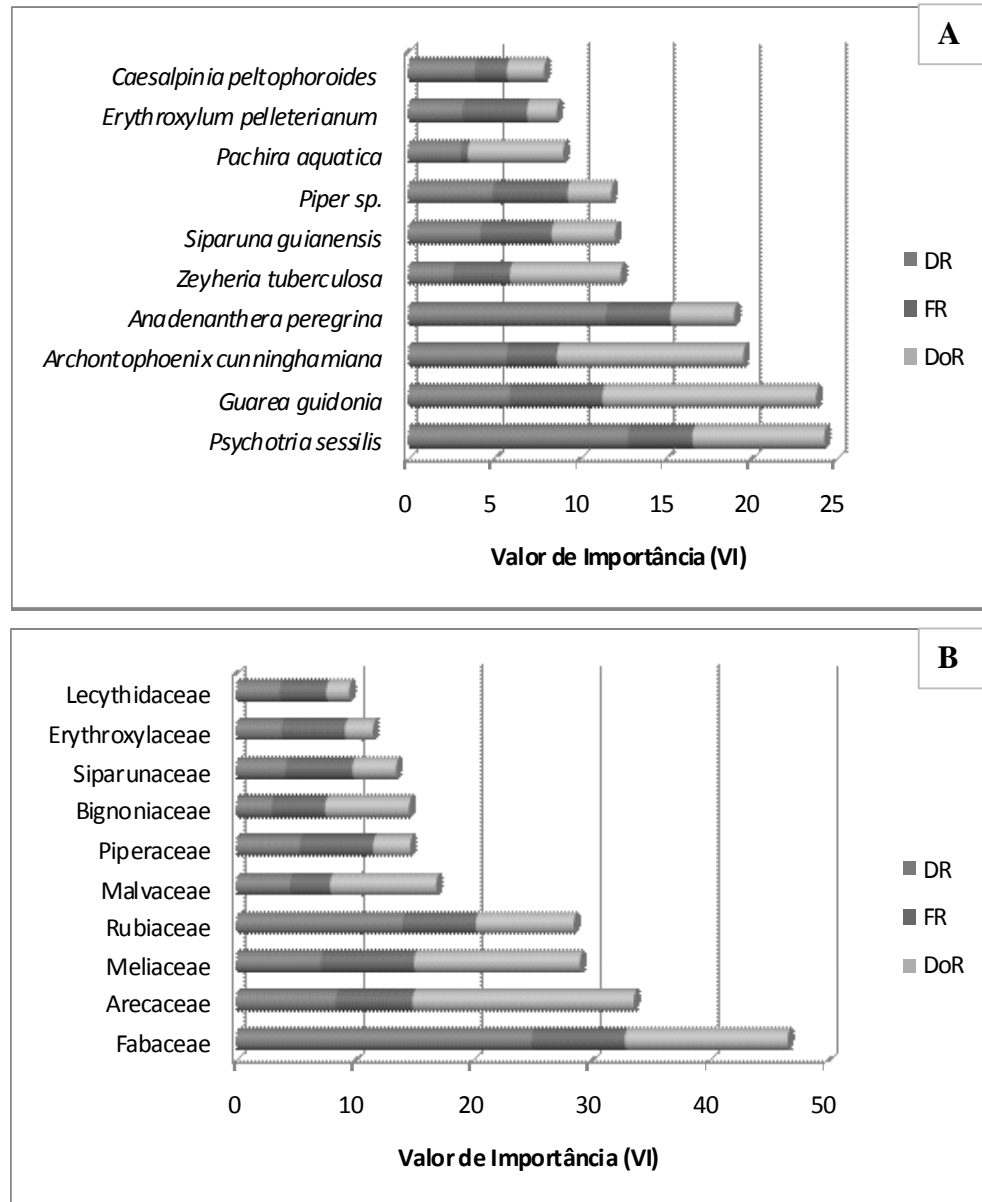 A
Caesalpinia peltophoroides
Erythroxylum pelleterianum
Pachira aquatica
Piper sp.
Siparuna guianensis
Zeyheria tuberculosa
Anadenanthera peregrina
Archontophoenix cunninghamiana
Guarea guidonia
Psychotria sessilis
DR
FR
DoR
0 5 10 15 20 25
Valor de Importância (VI)
B
Lecythidaceae
Erythroxylaceae
Siparunaceae
Bignoniaceae
Piperaceae
Malvaceae
Rubiaceae
Meliaceae
Arecaceae
Fabaceae
DR
FR
DoR
0 10 20 30 40 50
Valor de Importância (VI)